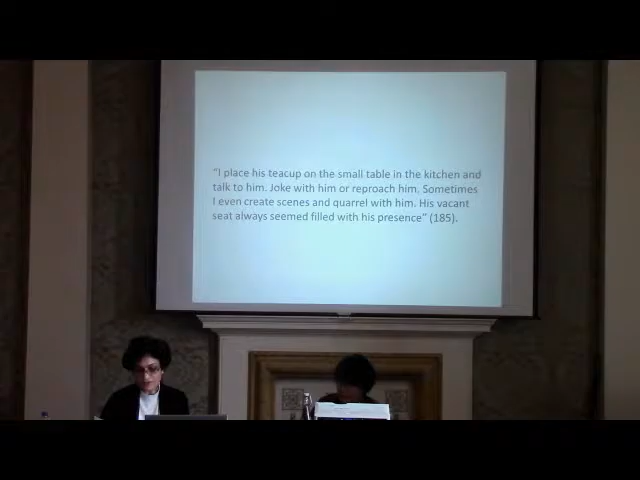 “I place his teacup on the small table in the kitchen and
talk to him. Joke with him or reproach him. Sometimes
I even create scenes and quarrel with him. His vacant
seat always seemed filled with his presence” (185).